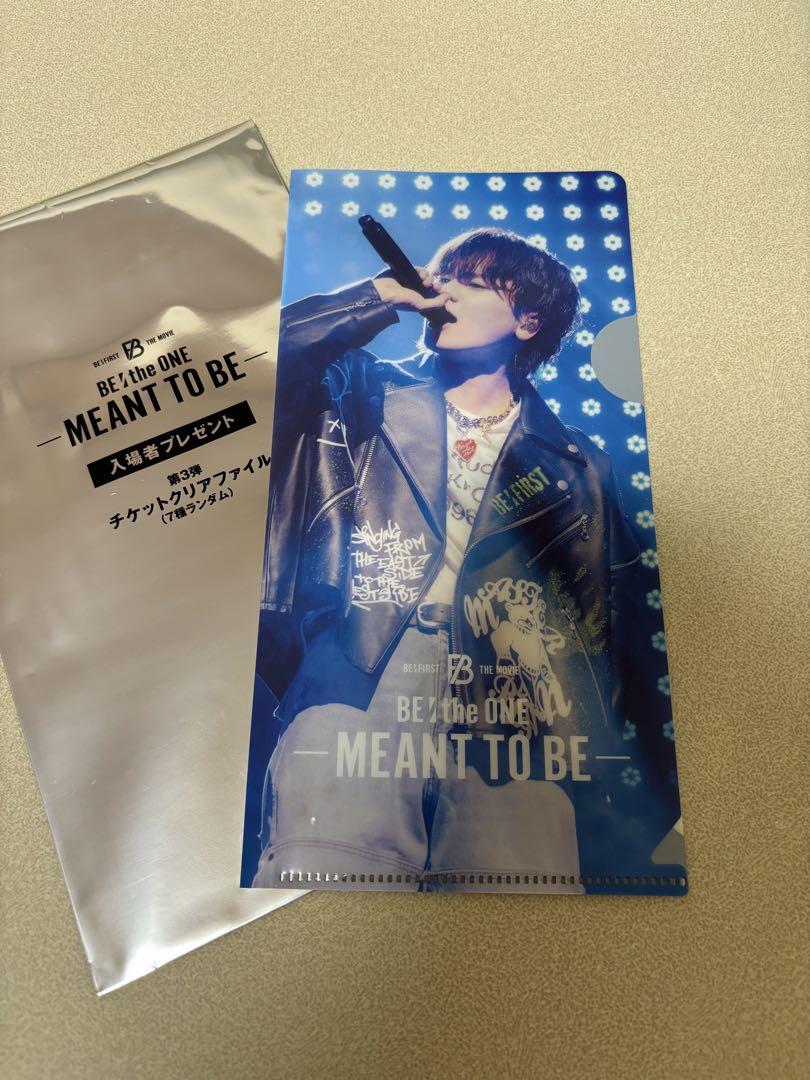 BE:FIRST FB THE MOVIE
BE:the ONE
—MEANT TO BE—
入場者プレゼント
第3弾
チケットクリアファイル
(7種ランダム)
BE:FIRST
SINGING
FROM
THE EAST
SIDE
TO THE
BE:FIRST FB THE MOVIE
BE:the ONE
—MEANT TO BE—